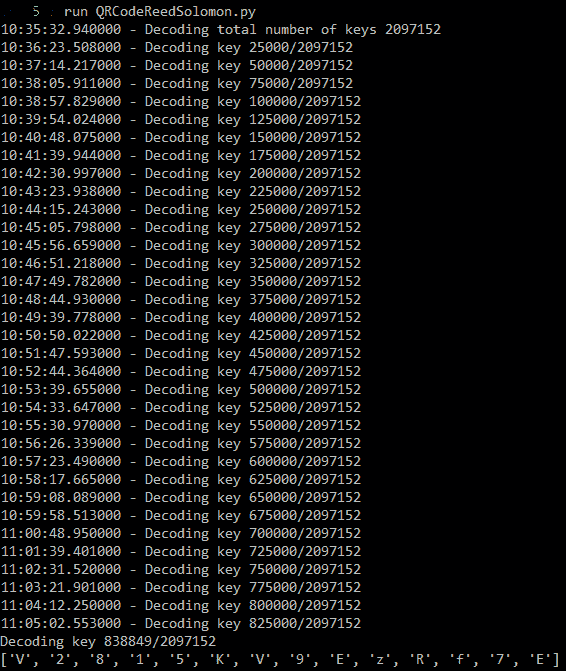 5 : run QRCodeReedSolomon.py
10:35:32.940000 - Decoding total number of keys 2097152
10:36:23.508000 - Decoding key 25000/2097152
10:37:14.217000 - Decoding key 50000/2097152
10:38:05.911000 - Decoding key 75000/2097152
10:38:57.829000 - Decoding key 100000/2097152
10:39:54.024000 - Decoding key 125000/2097152
10:40:48.075000 - Decoding key 150000/2097152
10:41:39.944000 - Decoding key 175000/2097152
10:42:30.997000 - Decoding key 200000/2097152
10:43:23.938000 - Decoding key 225000/2097152
10:44:15.243000 - Decoding key 250000/2097152
10:45:05.798000 - Decoding key 275000/2097152
10:45:56.659000 - Decoding key 300000/2097152
10:46:51.218000 - Decoding key 325000/2097152
10:47:49.782000 - Decoding key 350000/2097152
10:48:44.930000 - Decoding key 375000/2097152
10:49:39.778000 - Decoding key 400000/2097152
10:50:50.022000 - Decoding key 425000/2097152
10:51:47.593000 - Decoding key 450000/2097152
10:52:44.364000 - Decoding key 475000/2097152
10:53:39.655000 - Decoding key 500000/2097152
10:54:33.647000 - Decoding key 525000/2097152
10:55:30.970000 - Decoding key 550000/2097152
10:56:26.339000 - Decoding key 575000/2097152
10:57:23.490000 - Decoding key 600000/2097152
10:58:17.665000 - Decoding key 625000/2097152
10:59:08.089000 - Decoding key 650000/2097152
10:59:58.513000 - Decoding key 675000/2097152
11:00:48.950000 - Decoding key 700000/2097152
11:01:39.401000 - Decoding key 725000/2097152
11:02:31.520000 - Decoding key 750000/2097152
11:03:21.901000 - Decoding key 775000/2097152
11:04:12.250000 - Decoding key 800000/2097152
11:05:02.553000 - Decoding key 825000/2097152
Decoding key 838849/2097152
['V', '2', '8', '1', '5', 'K', 'V', '9', 'E', 'z', 'R', 'f', '7', 'E']